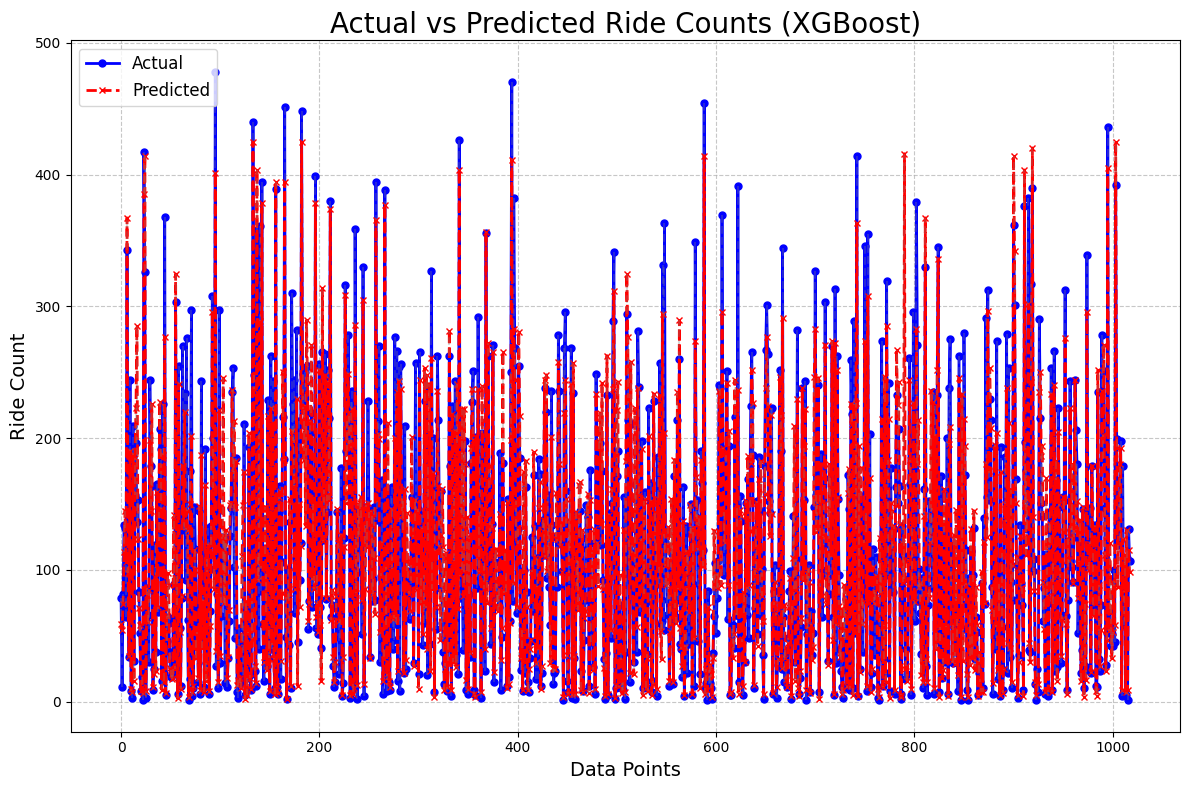 Actual vs Predicted Ride Counts (XGBoost)
Actual
Predicted
500
400
300
200
100
0
Ride Count
0 200 400 600 800 1000
Data Points